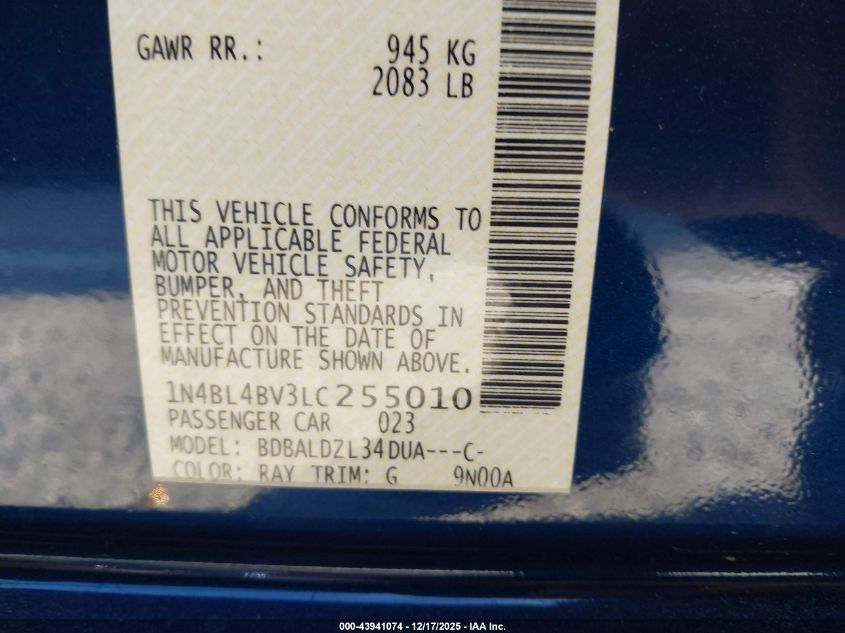 GAWR RR.: 945 KG
2083 LB
THIS VEHICLE CONFORMS TO
ALL APPLICABLE FEDERAL
MOTOR VEHICLE SAFETY,
BUMPER, AND THEFT
PREVENTION STANDARDS IN
EFFECT ON THE DATE OF
MANUFACTURE SHOWN ABOVE.
1N4BL4BV3LC255010
PASSENGER CAR 023
MODEL: BDBALDZL34DUA---C-
COLOR: RAY TRIM: G 9N00A
000-43941074 - 12/17/2025 - IAA Inc.